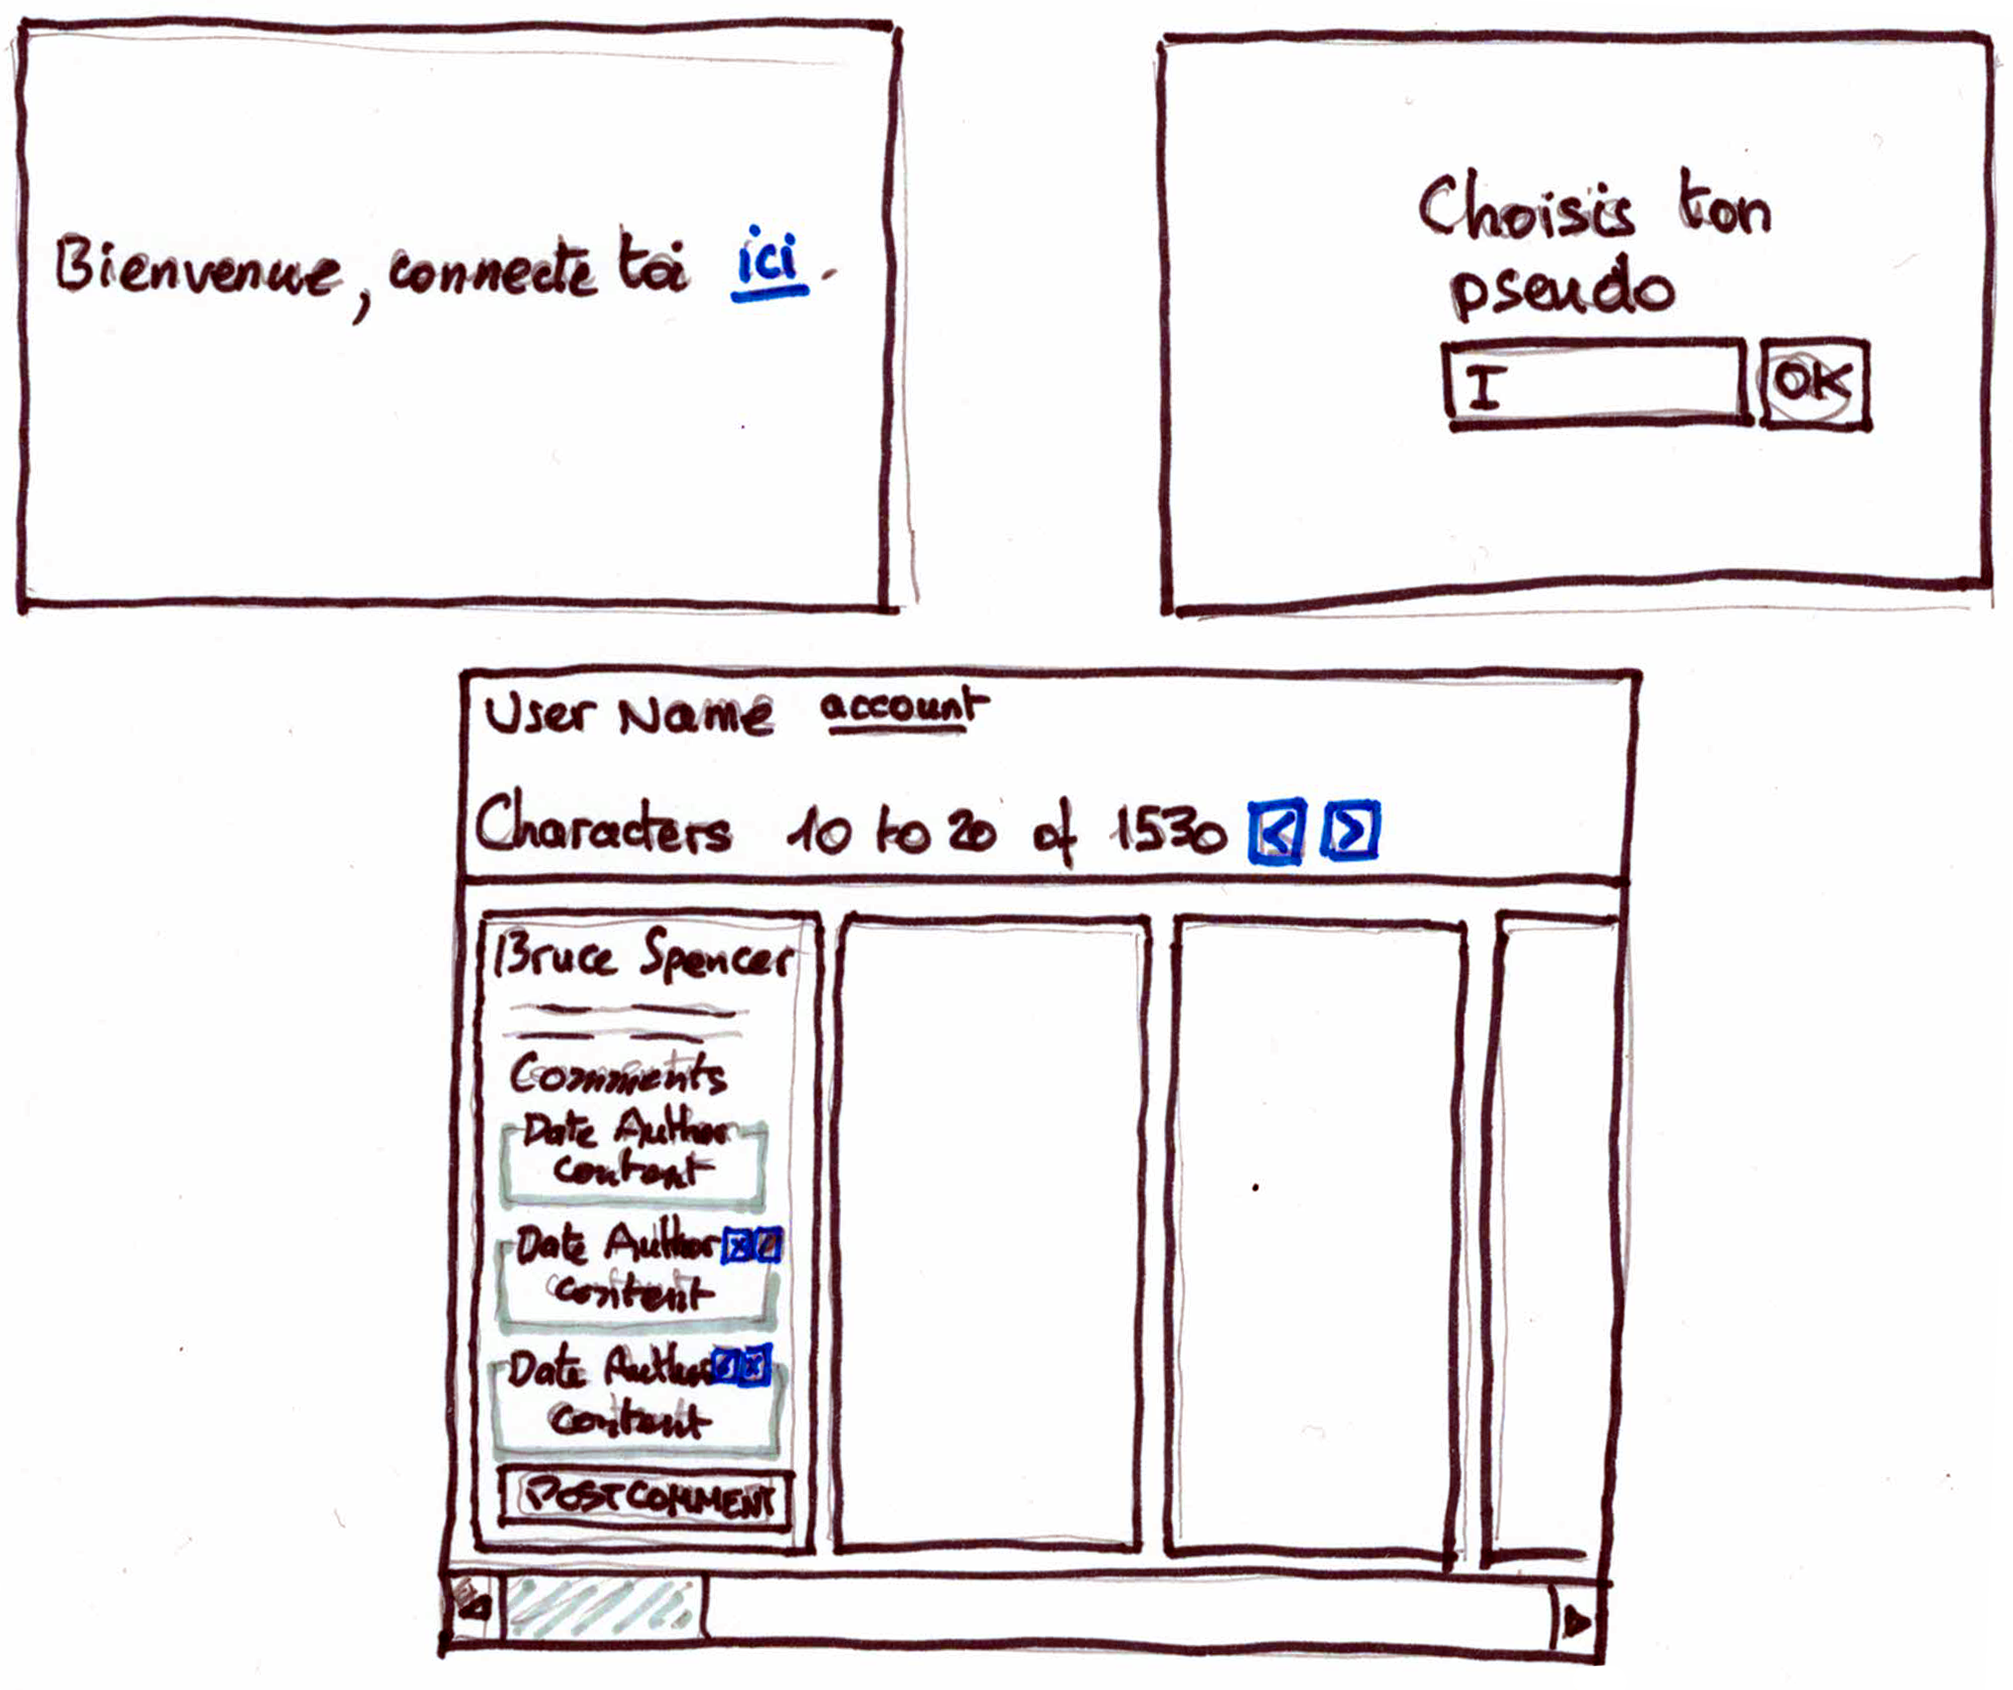 Bienvenue, connecte toi ici.
Choisis ton
pseudo
I
OK
User Name account
Characters 10 to 20 of 1530 < >
Bruce Spencer
Comments
Date Author
content
Date Author x
content
Date Author x
content
POST COMMENT